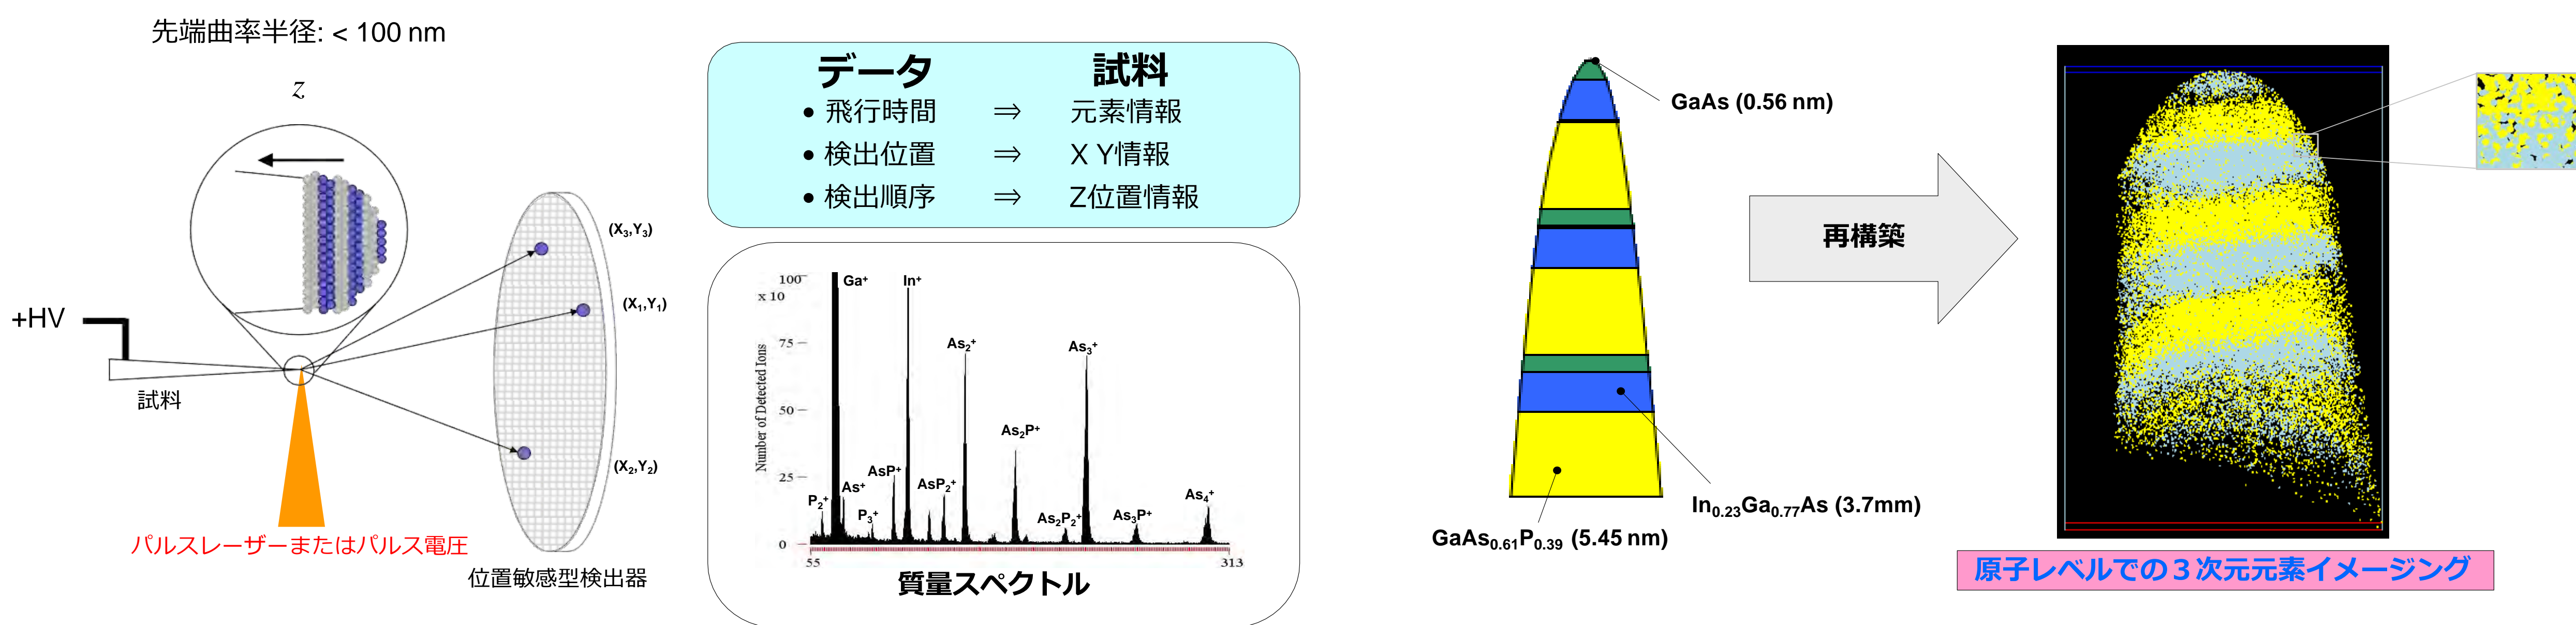 先端曲率半径: < 100 nm
z
+HV
試料
パルスレーザーまたはパルス電圧
(X₃,Y₃)
(X₁,Y₁)
(X₂,Y₂)
位置敏感型検出器
データ 試料
• 飛行時間 ⇒ 元素情報
• 検出位置 ⇒ X Y情報
• 検出順序 ⇒ Z位置情報
Number of Detected Ions
100
x 10
75
50
25
0
55
313
P₂⁺
Ga⁺
As⁺
P₃⁺
AsP⁺
In⁺
AsP₂⁺
As₂⁺
As₂P⁺
As₂P₂⁺
As₃⁺
As₃P⁺
As₄⁺
質量スペクトル
GaAs (0.56 nm)
In₀.₂₃Ga₀.₇₇As (3.7mm)
GaAs₀.₆₁P₀.₃₉ (5.45 nm)
再構築
原子レベルでの３次元元素イメージング